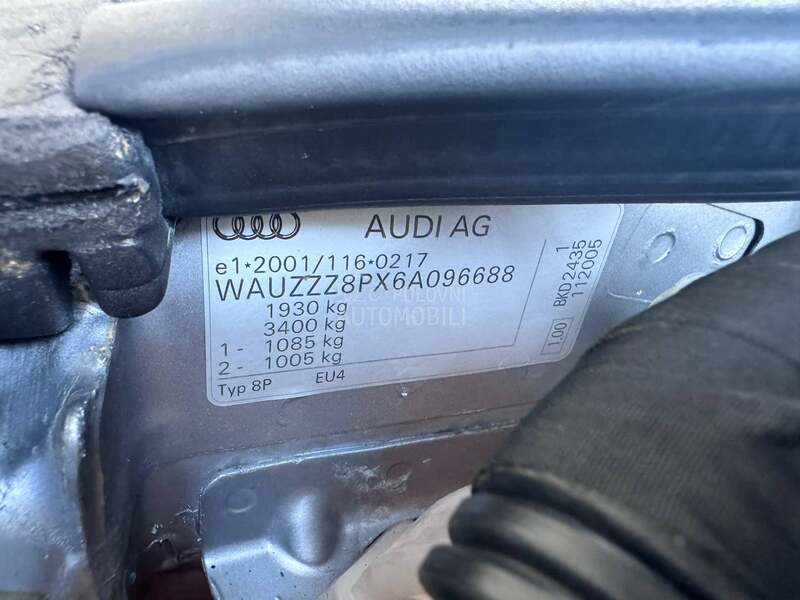 AUDI AG
e1*2001/116*0217
WAUZZZ8PX6A096688
1930 kg
3400 kg
1 - 1085 kg
2 - 1005 kg
Typ 8P EU4
1.00
BKD2435 1
112005
POLOVNI
AUTOMOBILI